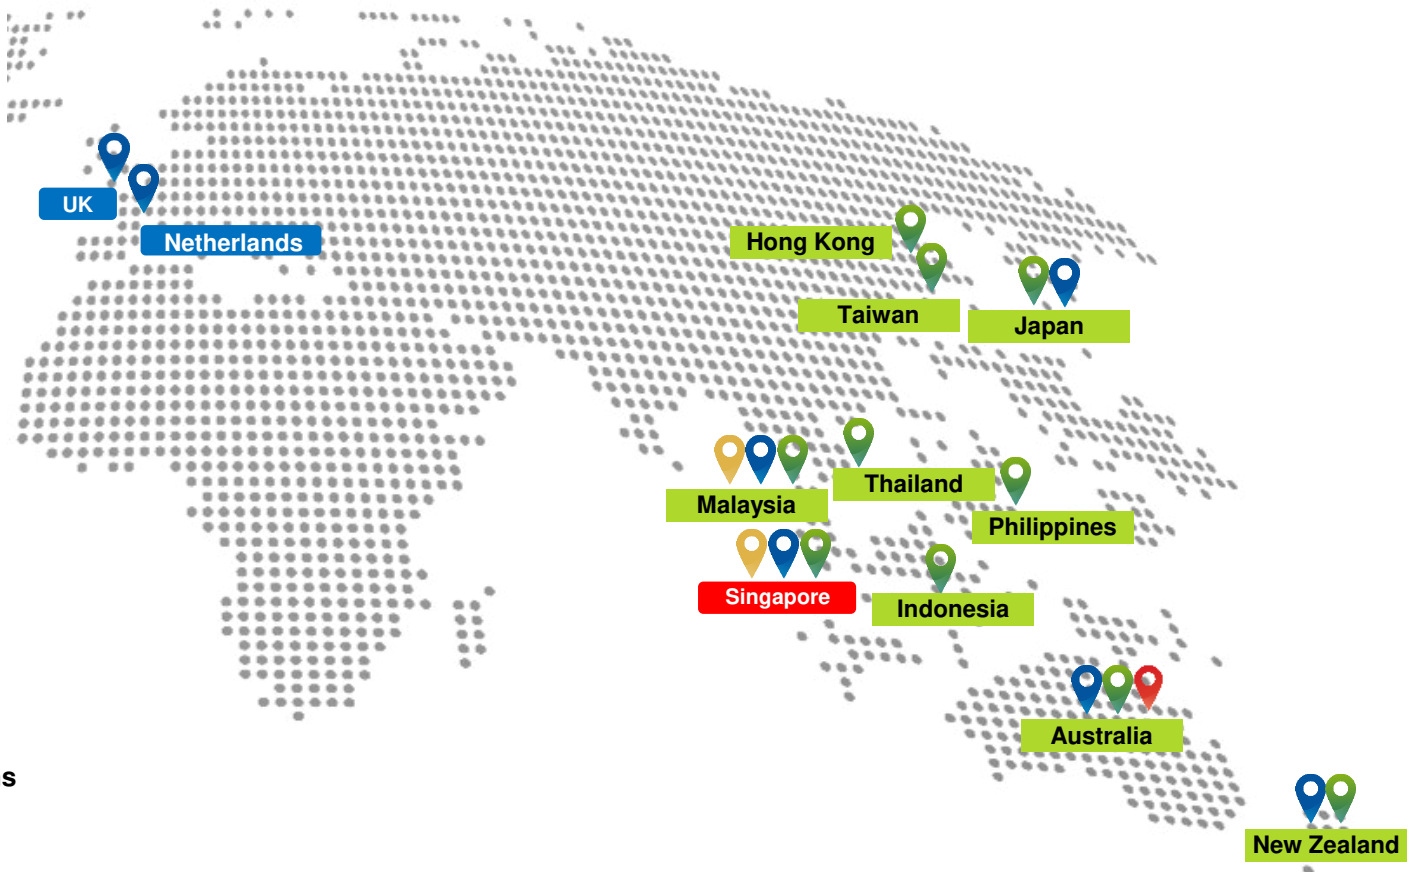 UK
Netherlands
Hong Kong
Taiwan
Japan
Thailand
Malaysia
Philippines
Singapore
Indonesia
Australia
s
New Zealand